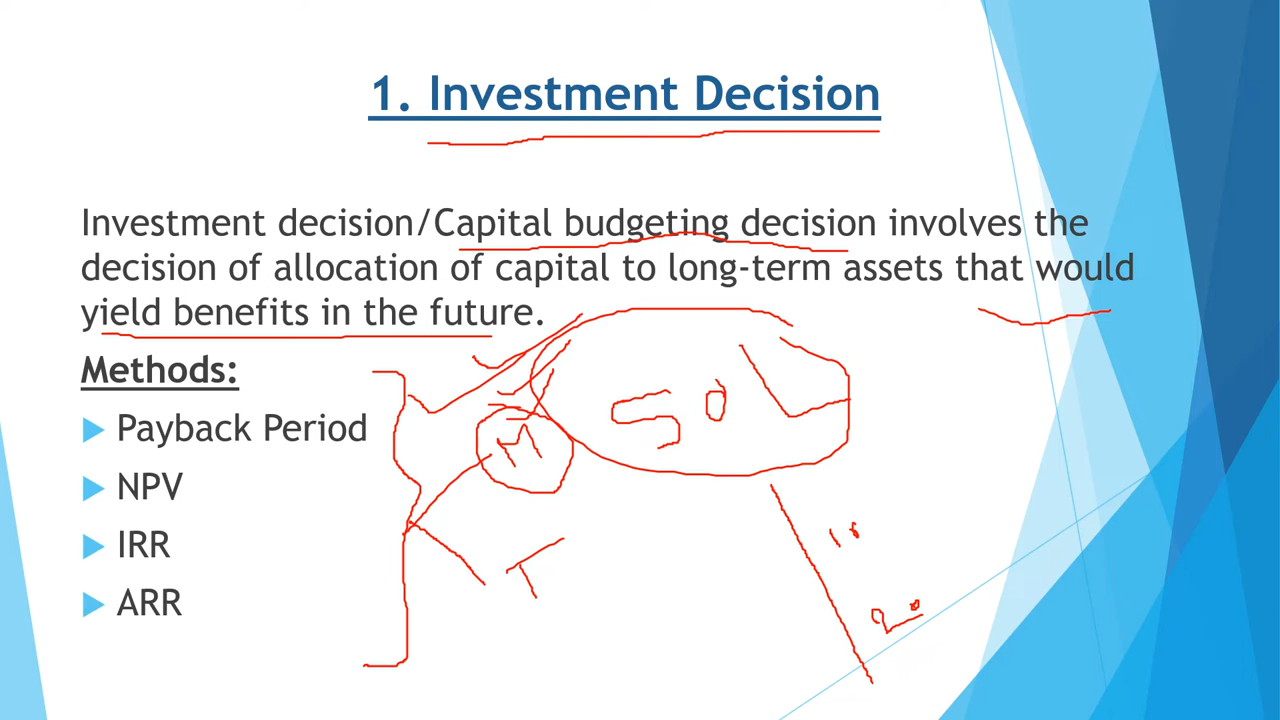 1. Investment Decision
Investment decision/Capital budgeting decision involves the
decision of allocation of capital to long-term assets that would
yield benefits in the future.
Methods:
Payback Period
NPV
IRR
ARR
M
50
T
20